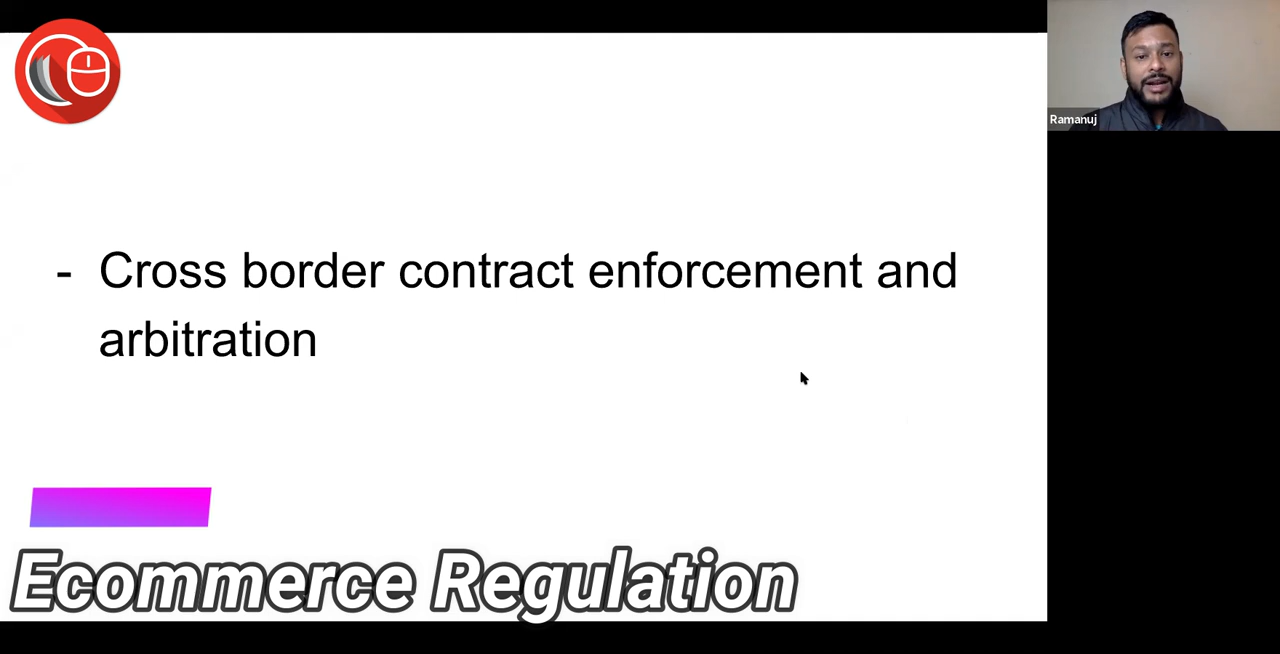 Ramanuj
- Cross border contract enforcement and
arbitration
Ecommerce Regulation